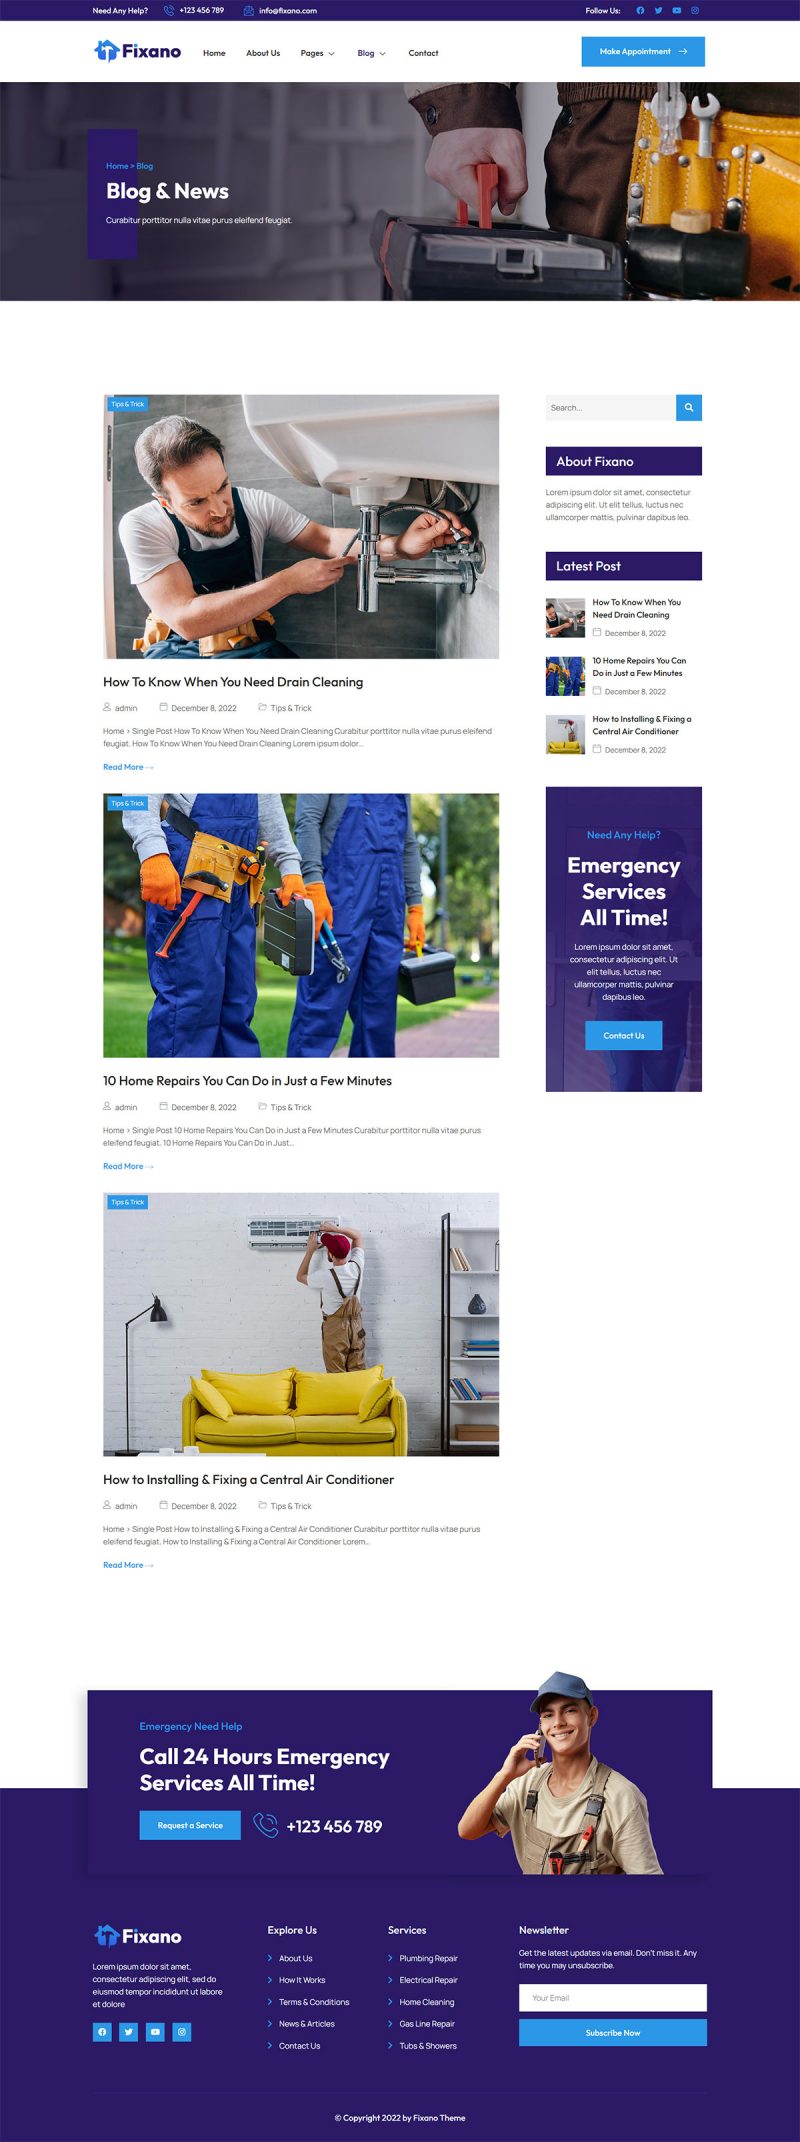 Need Any Help?
+123 456 789
info@fixano.com
Follow Us:
Fixano
Home
About Us
Pages
Blog
Contact
Make Appointment
Home > Blog
Blog & News
Curabitur porttitor nulla vitae purus eleifend feugiat.
Tips & Trick
How To Know When You Need Drain Cleaning
admin
December 8, 2022
Tips & Trick
Home > Single Post How To Know When You Need Drain Cleaning Curabitur porttitor nulla vitae purus eleifend
feugiat. How To Know When You Need Drain Cleaning Lorem ipsum dolor...
Read More
Tips & Trick
10 Home Repairs You Can Do in Just a Few Minutes
admin
December 8, 2022
Tips & Trick
Home > Single Post 10 Home Repairs You Can Do in Just a Few Minutes Curabitur porttitor nulla vitae purus
eleifend feugiat. 10 Home Repairs You Can Do in Just...
Read More
Tips & Trick
How to Installing & Fixing a Central Air Conditioner
admin
December 8, 2022
Tips & Trick
Home > Single Post How to Installing & Fixing a Central Air Conditioner Curabitur porttitor nulla vitae purus
eleifend feugiat. How to Installing & Fixing a Central Air Conditioner Lorem...
Read More
Search...
About Fixano
Lorem ipsum dolor sit amet, consectetur
adipiscing elit. Ut elit tellus, luctus nec
ullamcorper mattis, pulvinar dapibus leo.
Latest Post
How To Know When You
Need Drain Cleaning
December 8, 2022
10 Home Repairs You Can
Do in Just a Few Minutes
December 8, 2022
How to Installing & Fixing a
Central Air Conditioner
December 8, 2022
Need Any Help?
Emergency
Services
All Time!
Lorem ipsum dolor sit amet,
consectetur adipiscing elit. Ut
elit tellus, luctus nec
ullamcorper mattis, pulvinar
dapibus leo.
Contact Us
Emergency Need Help
Call 24 Hours Emergency
Services All Time!
Request a Service
+123 456 789
Fixano
Lorem ipsum dolor sit amet,
consectetur adipiscing elit, sed do
eiusmod tempor incididunt ut labore
et dolore
Explore Us
About Us
How It Works
Terms & Conditions
News & Articles
Contact Us
Services
Plumbing Repair
Electrical Repair
Home Cleaning
Gas Line Repair
Tubs & Showers
Newsletter
Get the latest updates via email. Don't miss it. Any
time you may unsubscribe.
Your Email
Subscribe Now
© Copyright 2022 by Fixano Theme